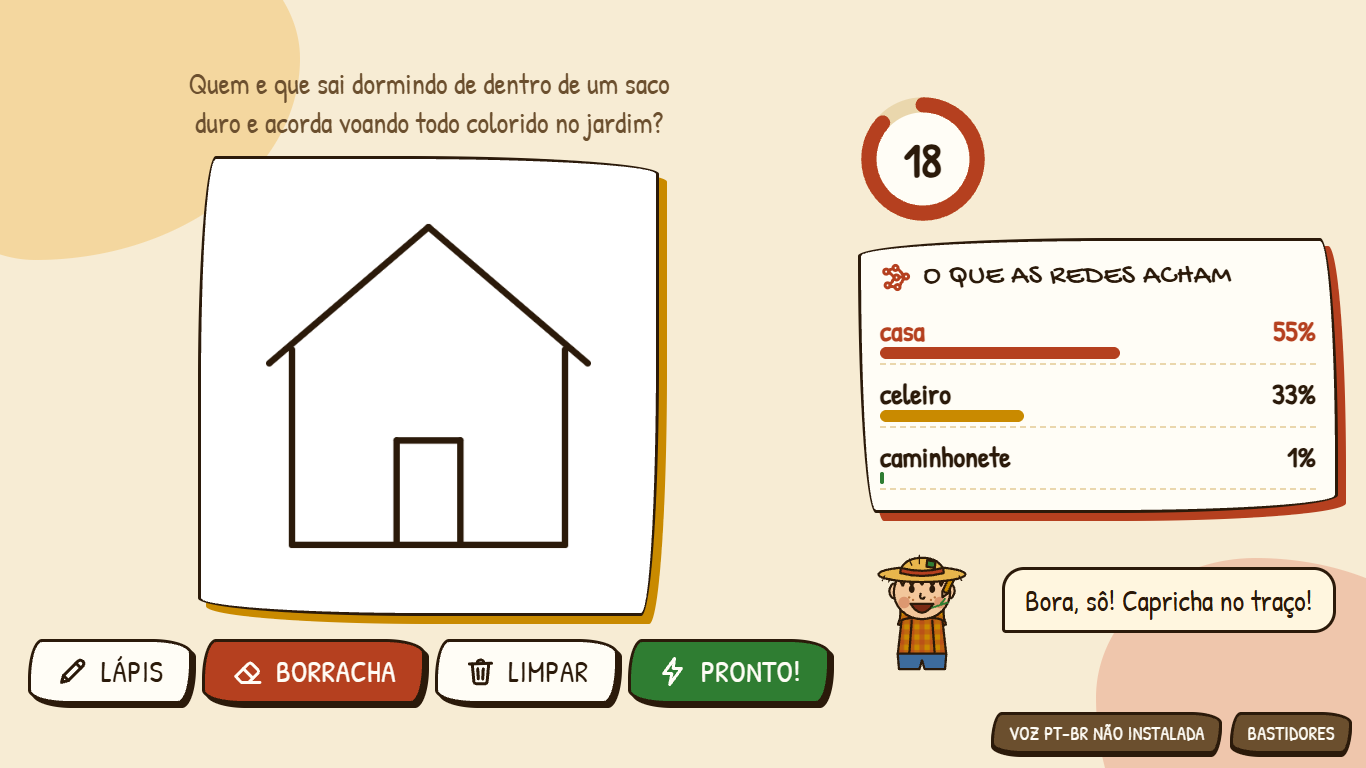 Quem e que sai dormindo de dentro de um saco
duro e acorda voando todo colorido no jardim?
18
O QUE AS REDES ACHAM
casa 55%
celeiro 33%
caminhonete 1%
Bora, sô! Capricha no traço!
LÁPIS
BORRACHA
LIMPAR
PRONTO!
VOZ PT-BR NÃO INSTALADA
BASTIDORES